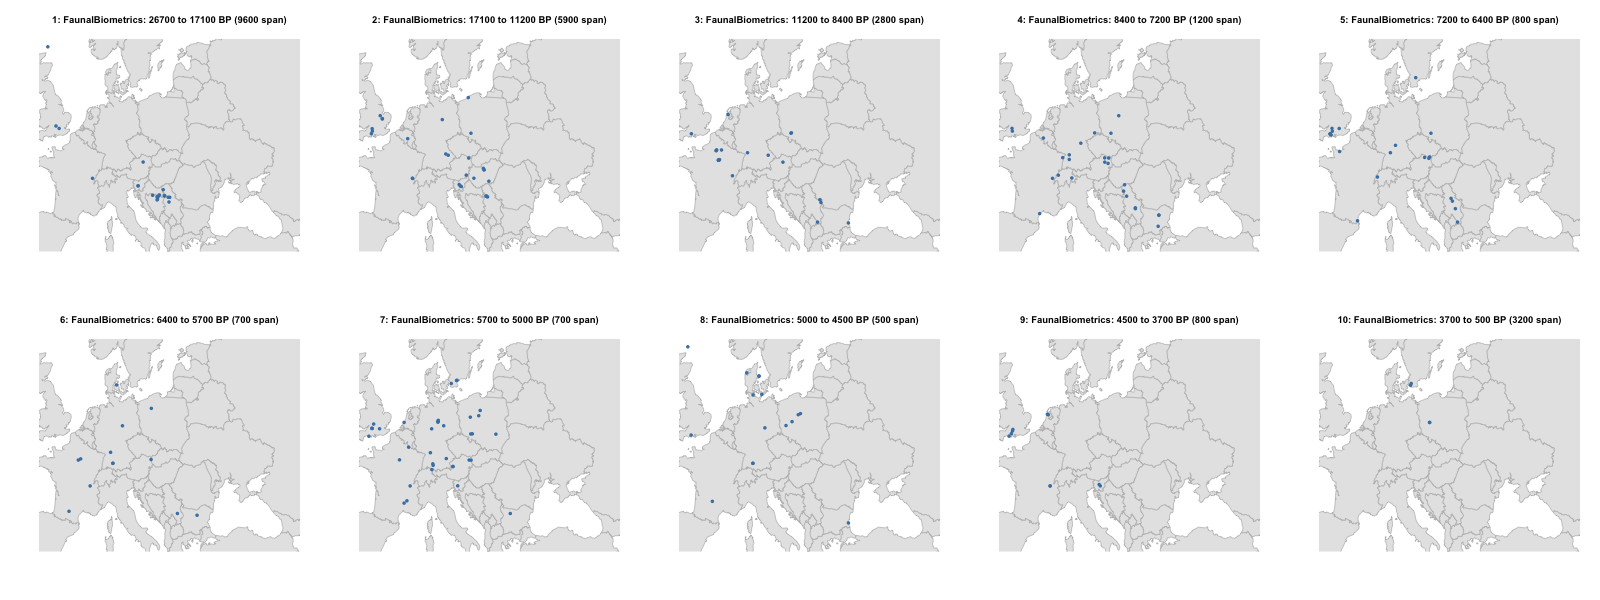 1: FaunalBiometrics: 26700 to 17100 BP (9600 span)
2: FaunalBiometrics: 17100 to 11200 BP (5900 span)
3: FaunalBiometrics: 11200 to 8400 BP (2800 span)
4: FaunalBiometrics: 8400 to 7200 BP (1200 span)
5: FaunalBiometrics: 7200 to 6400 BP (800 span)
6: FaunalBiometrics: 6400 to 5700 BP (700 span)
7: FaunalBiometrics: 5700 to 5000 BP (700 span)
8: FaunalBiometrics: 5000 to 4500 BP (500 span)
9: FaunalBiometrics: 4500 to 3700 BP (800 span)
10: FaunalBiometrics: 3700 to 500 BP (3200 span)